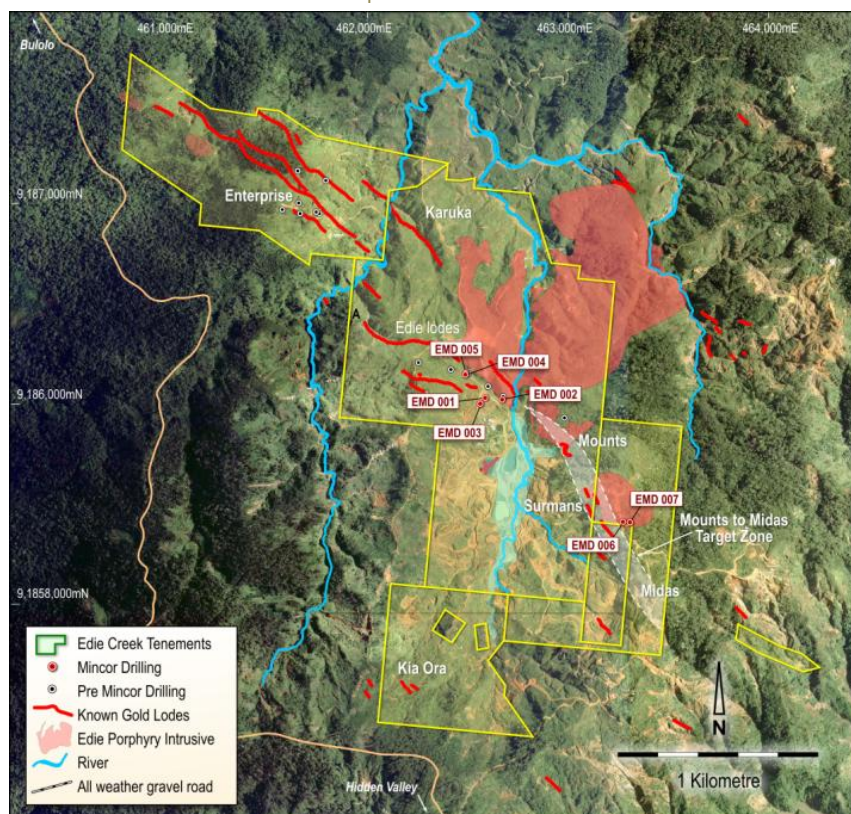 461,000mE
462,000mE
463,000mE
464,000mE
Bulolo
9,187,000mN
Enterprise
Karuka
A
Edie lodes
EMD 005
EMD 004
9,186,000mN
EMD 001
EMD 002
EMD 003
Mounts
Surmans
EMD 007
EMD 006
Mounts to Midas
Target Zone
Midas
9,1858,000mN
Kia Ora
Edie Creek Tenements
Mincor Drilling
Pre Mincor Drilling
Known Gold Lodes
Edie Porphyry Intrusive
River
All weather gravel road
N
1 Kilometre
Hidden Valley